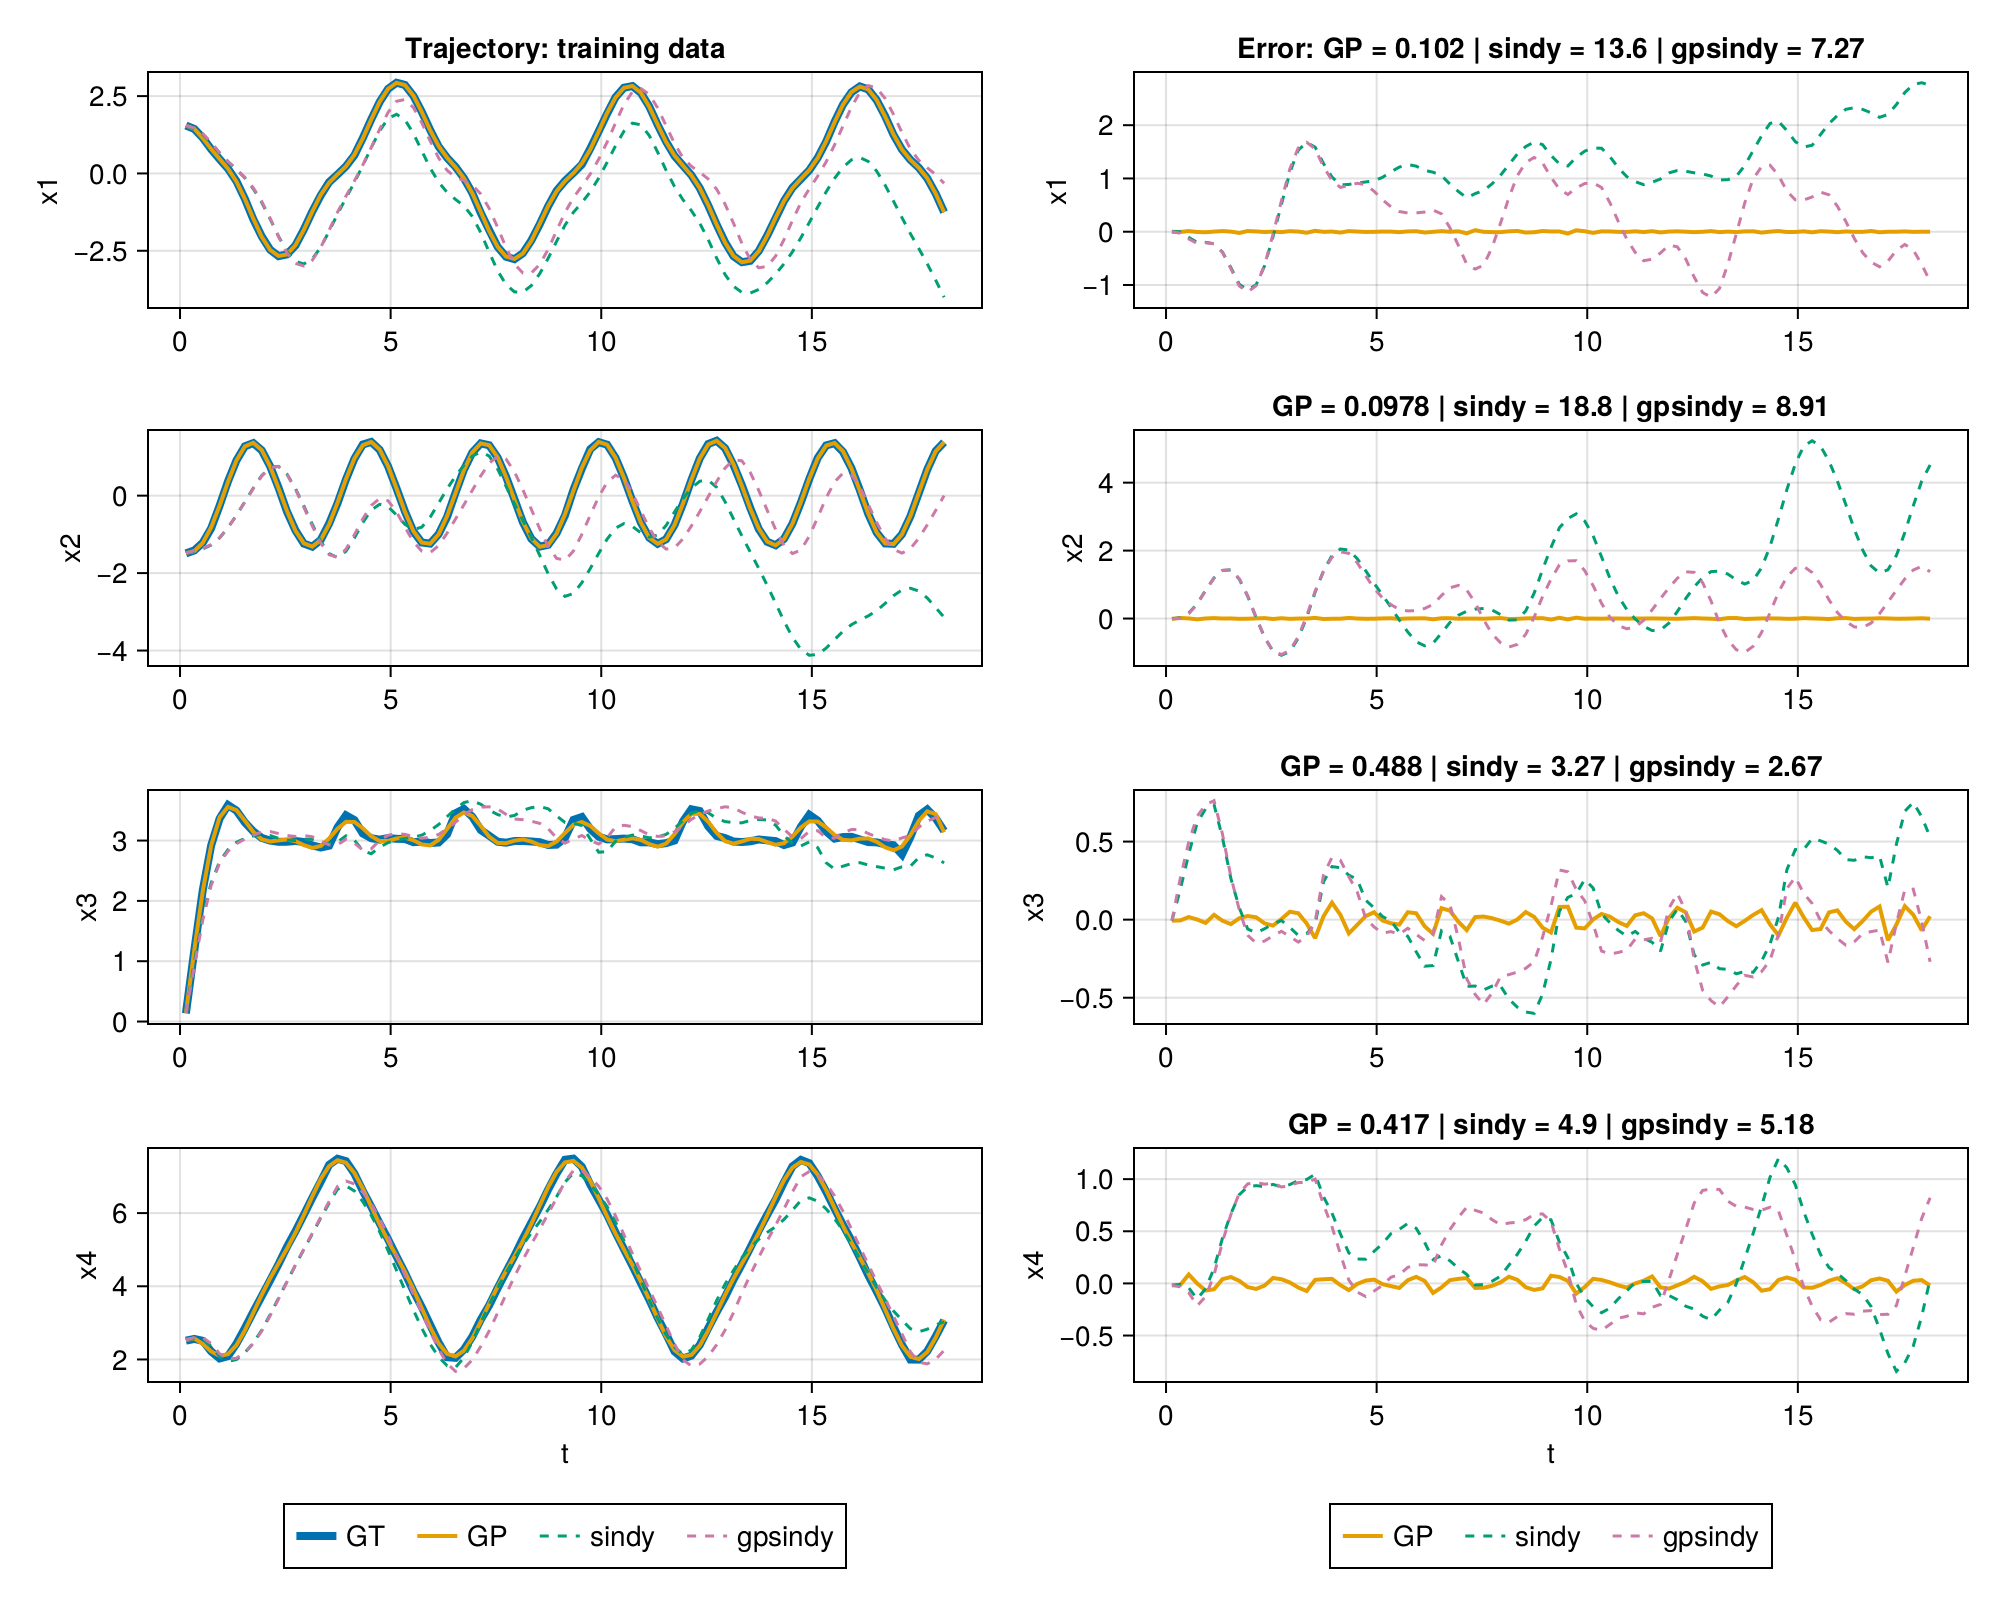 Trajectory: training data
2.5
0.0
−2.5
x1
0 5 10 15
Error: GP = 0.102 | sindy = 13.6 | gpsindy = 7.27
2
1
0
−1
x1
0 5 10 15
0
−2
−4
x2
0 5 10 15
GP = 0.0978 | sindy = 18.8 | gpsindy = 8.91
4
2
0
x2
0 5 10 15
3
2
1
0
x3
0 5 10 15
GP = 0.488 | sindy = 3.27 | gpsindy = 2.67
0.5
0.0
−0.5
x3
0 5 10 15
6
4
2
x4
0 5 10 15
t
GP = 0.417 | sindy = 4.9 | gpsindy = 5.18
1.0
0.5
0.0
−0.5
x4
0 5 10 15
t
GT GP sindy gpsindy
GP sindy gpsindy